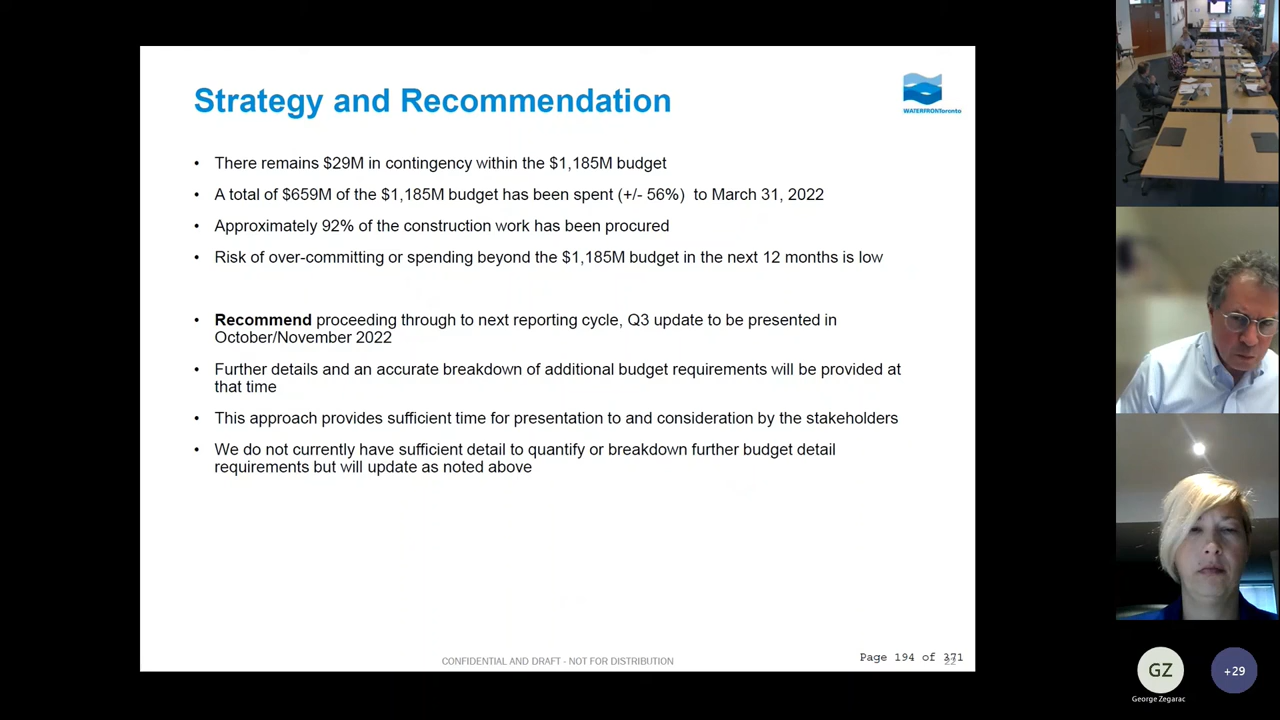 Strategy and Recommendation
WATERFRONToronto
• There remains $29M in contingency within the $1,185M budget
• A total of $659M of the $1,185M budget has been spent (+/- 56%) to March 31, 2022
• Approximately 92% of the construction work has been procured
• Risk of over-committing or spending beyond the $1,185M budget in the next 12 months is low
• Recommend proceeding through to next reporting cycle, Q3 update to be presented in
October/November 2022
• Further details and an accurate breakdown of additional budget requirements will be provided at
that time
• This approach provides sufficient time for presentation to and consideration by the stakeholders
• We do not currently have sufficient detail to quantify or breakdown further budget detail
requirements but will update as noted above
CONFIDENTIAL AND DRAFT - NOT FOR DISTRIBUTION
Page 194 of 371
22
GZ
+29
George Zegarac